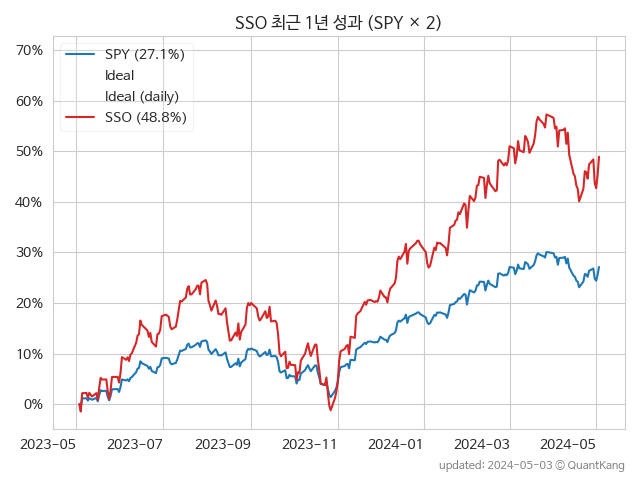 SSO 최근 1년 성과 (SPY × 2)
SPY (27.1%)
Ideal
Ideal (daily)
SSO (48.8%)
70%
60%
50%
40%
30%
20%
10%
0%
2023-05 2023-07 2023-09 2023-11 2024-01 2024-03 2024-05
updated: 2024-05-03 © QuantKang